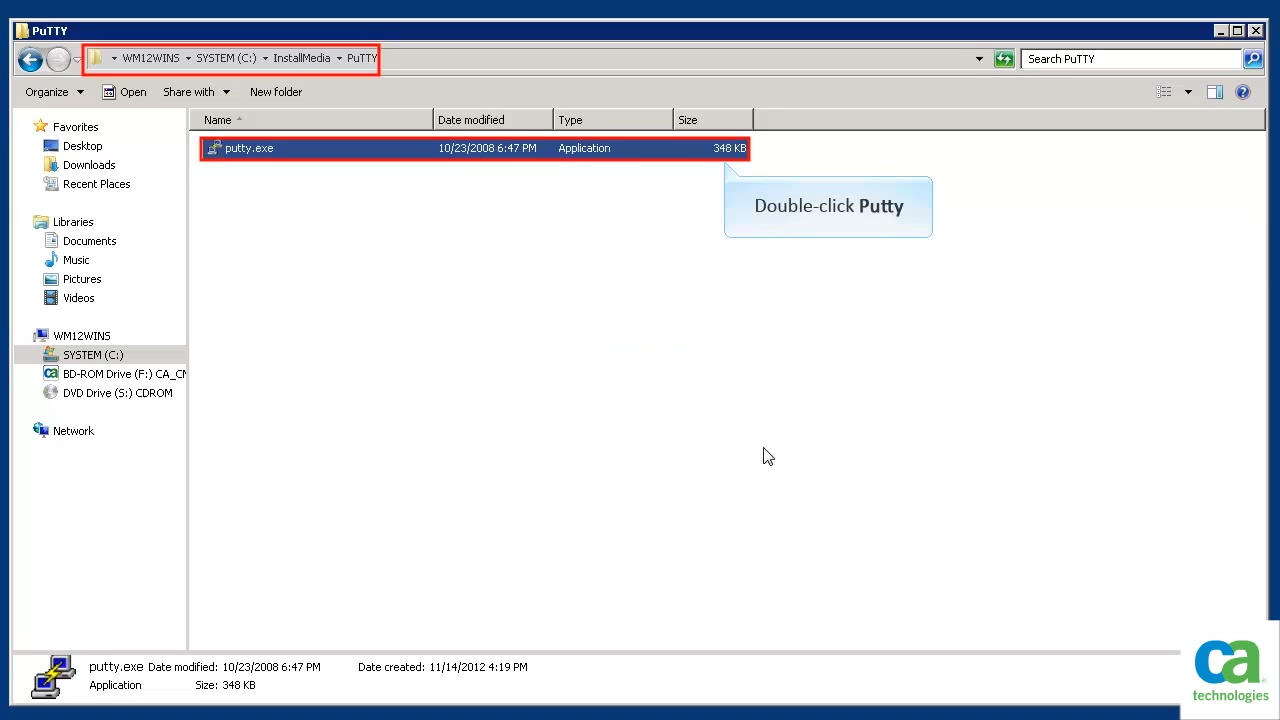 PuTTY
WM12WINS SYSTEM (C:) InstallMedia PuTTY
Search PuTTY
Organize Open Share with New folder
Name Date modified Type Size
putty.exe 10/23/2008 6:47 PM Application 348 KB
Double-click Putty
Favorites
Desktop
Downloads
Recent Places
Libraries
Documents
Music
Pictures
Videos
WM12WINS
SYSTEM (C:)
BD-ROM Drive (F:) CA_CM
DVD Drive (S:) CDROM
Network
putty.exe Date modified: 10/23/2008 6:47 PM Date created: 11/14/2012 4:19 PM
Application Size: 348 KB
ca
technologies